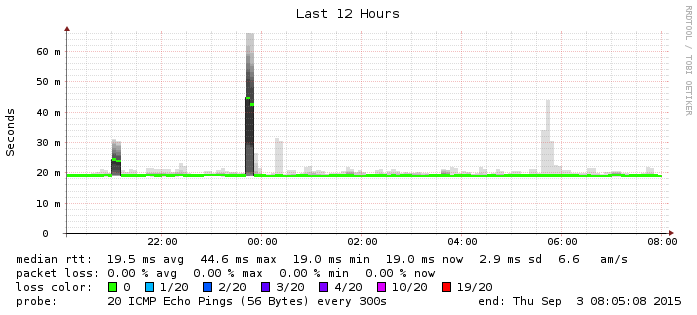 Last 12 Hours
RRDTOOL / TOBI OETIKER
Seconds
60 m
50 m
40 m
30 m
20 m
10 m
0
22:00 00:00 02:00 04:00 06:00 08:00
median rtt: 19.5 ms avg 44.6 ms max 19.0 ms min 19.0 ms now 2.9 ms sd 6.6 am/s
packet loss: 0.00 % avg 0.00 % max 0.00 % min 0.00 % now
loss color: 0 1/20 2/20 3/20 4/20 10/20 19/20
probe: 20 ICMP Echo Pings (56 Bytes) every 300s end: Thu Sep 3 08:05:08 2015